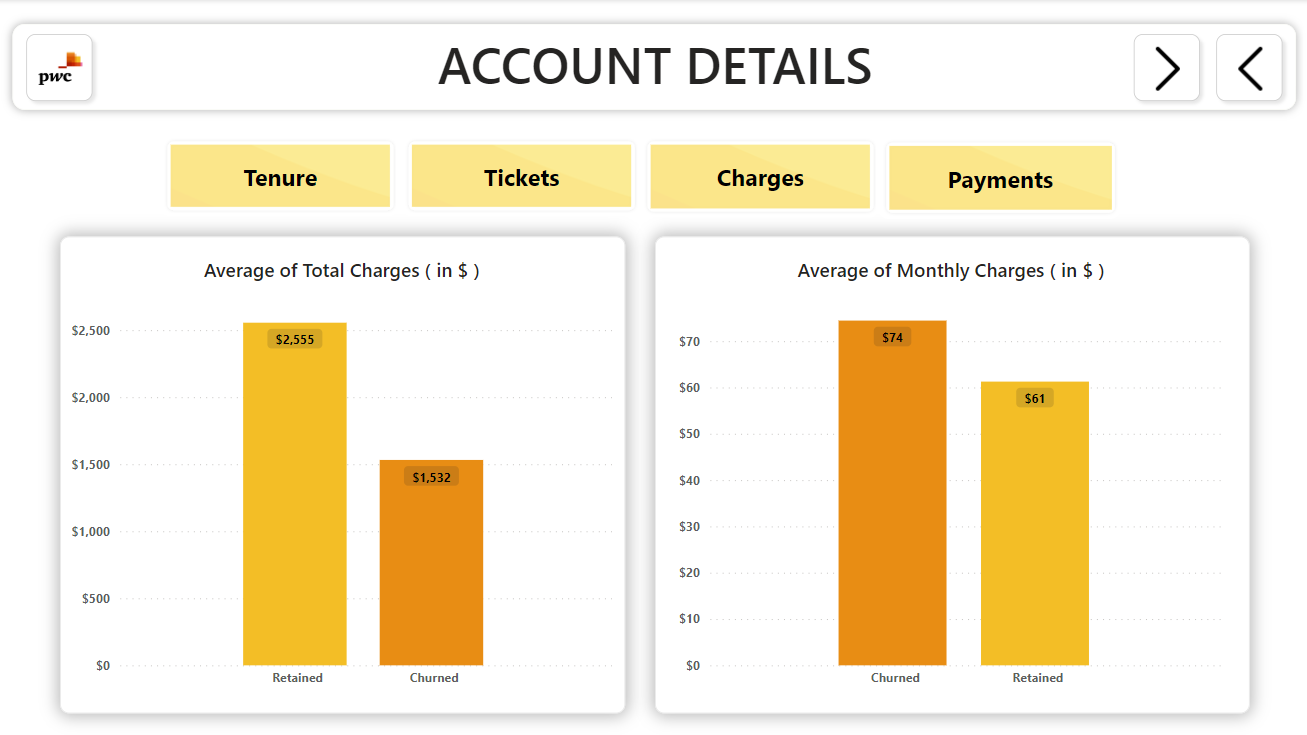 pwc
ACCOUNT DETAILS
Tenure
Tickets
Charges
Payments
Average of Total Charges ( in $ )
$2,500
$2,000
$1,500
$1,000
$500
$0
$2,555
$1,532
Retained
Churned
Average of Monthly Charges ( in $ )
$70
$60
$50
$40
$30
$20
$10
$0
$74
$61
Churned
Retained